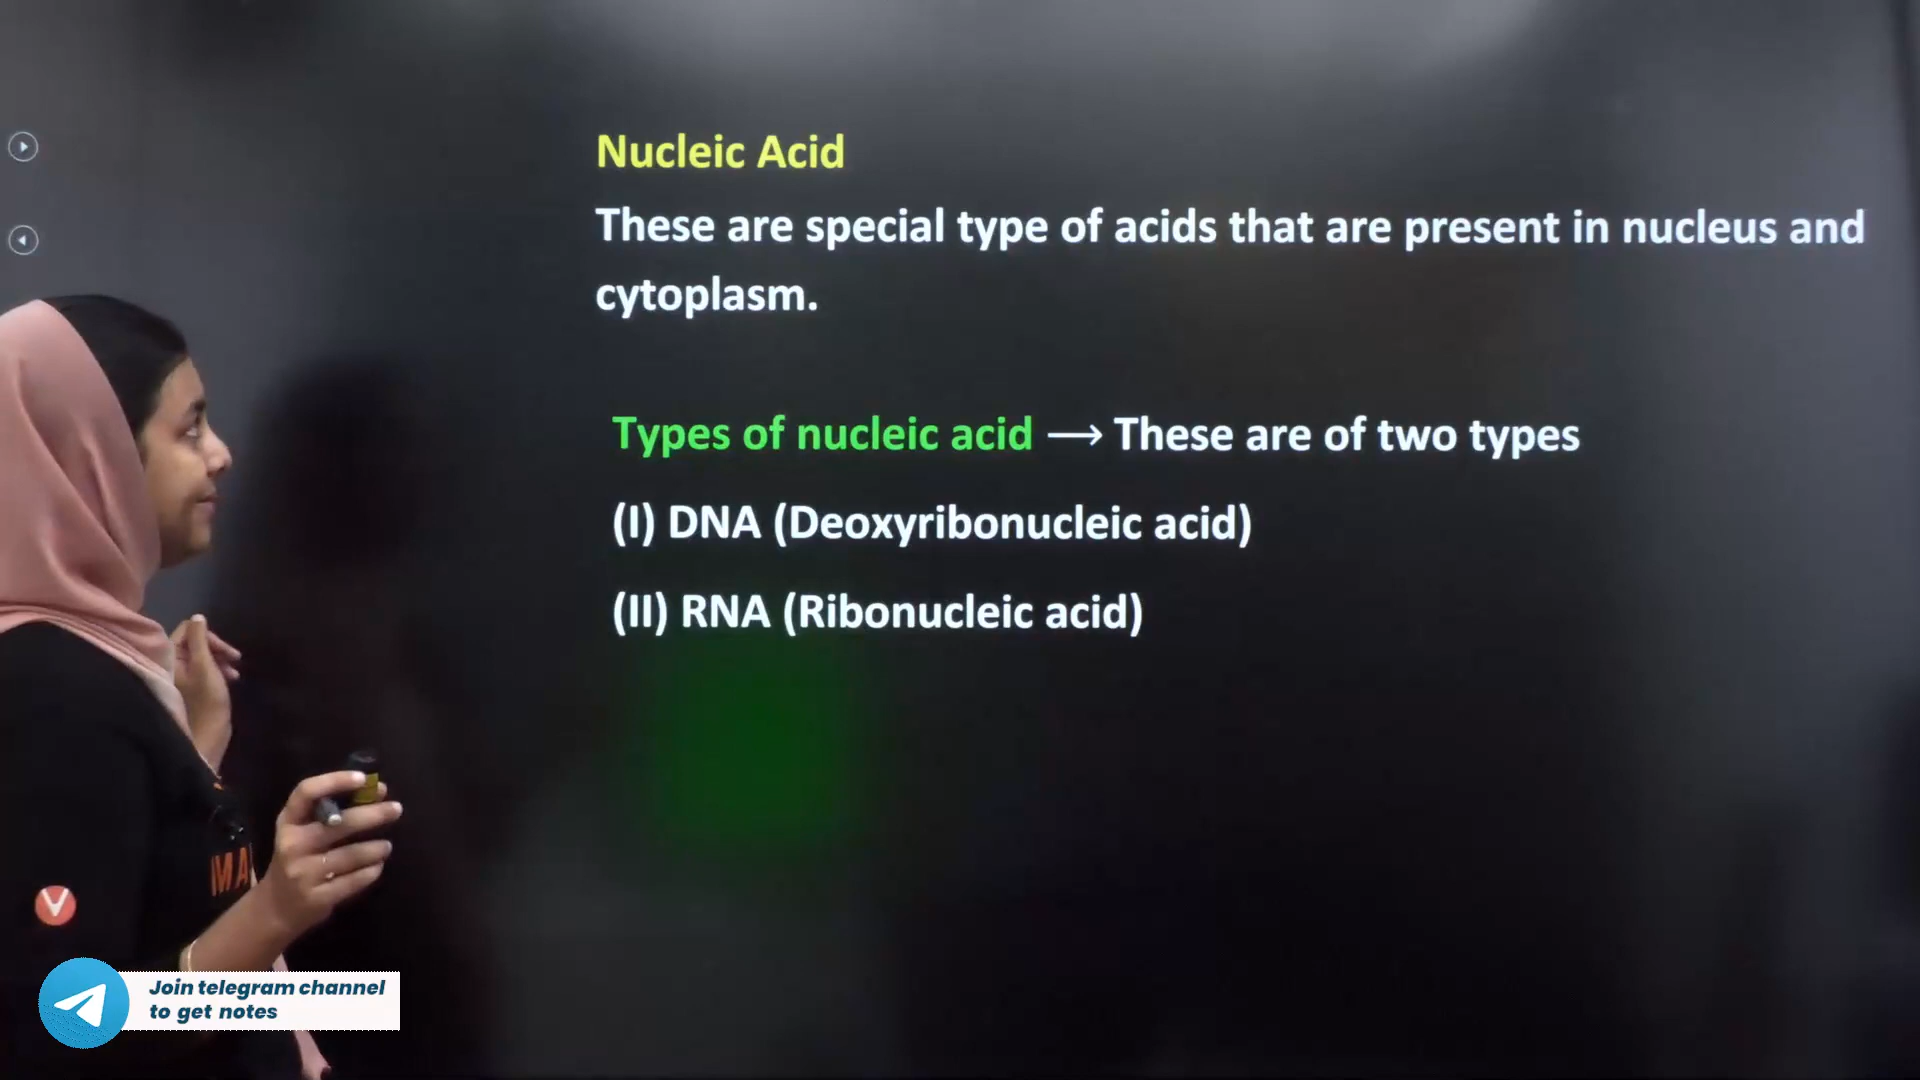 Nucleic Acid
These are special type of acids that are present in nucleus and
cytoplasm.
Types of nucleic acid ⟶ These are of two types
(I) DNA (Deoxyribonucleic acid)
(II) RNA (Ribonucleic acid)
MA
V
Join telegram channel
to get notes